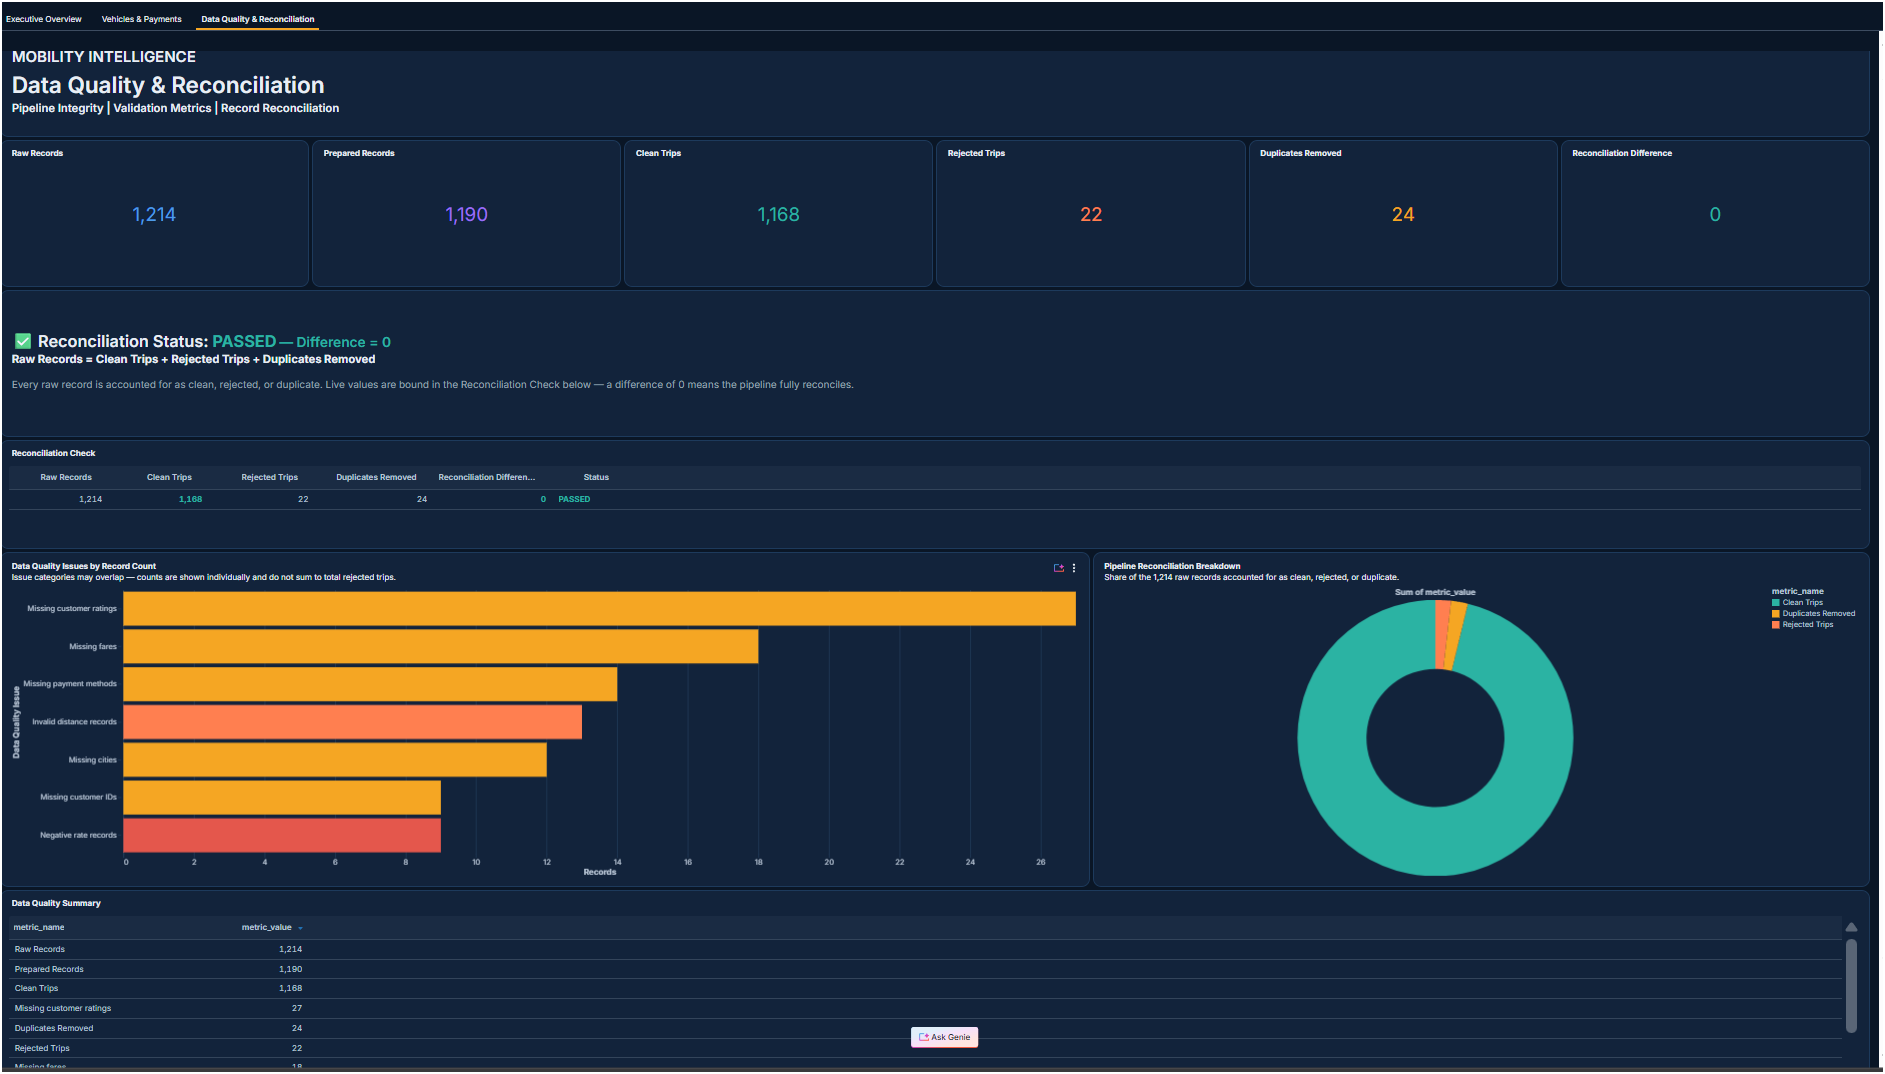 Executive Overview Vehicles & Payments Data Quality & Reconciliation
MOBILITY INTELLIGENCE
Data Quality & Reconciliation
Pipeline Integrity | Validation Metrics | Record Reconciliation
Raw Records Prepared Records Clean Trips Rejected Trips Duplicates Removed Reconciliation Difference
1,214 1,190 1,168 22 24 0
✅ Reconciliation Status: PASSED — Difference = 0
Raw Records = Clean Trips + Rejected Trips + Duplicates Removed
Every raw record is accounted for as clean, rejected, or duplicate. Live values are bound in the Reconciliation Check below — a difference of 0 means the pipeline fully reconciles.
Reconciliation Check
Raw Records Clean Trips Rejected Trips Duplicates Removed Reconciliation Differen... Status
1,214 1,168 22 24 0 PASSED
Data Quality Issues by Record Count
Issue categories may overlap — counts are shown individually and do not sum to total rejected trips.
Data Quality Issue
Missing customer ratings
Missing fares
Missing payment methods
Invalid distance records
Missing cities
Missing customer IDs
Negative rate records
0 2 4 6 8 10 12 14 16 18 20 22 24 26
Records
Pipeline Reconciliation Breakdown
Share of the 1,214 raw records accounted for as clean, rejected, or duplicate.
Sum of metric_value
metric_name
Clean Trips
Duplicates Removed
Rejected Trips
Data Quality Summary
metric_name metric_value
Raw Records 1,214
Prepared Records 1,190
Clean Trips 1,168
Missing customer ratings 27
Duplicates Removed 24
Rejected Trips 22
Missing fares 18
Ask Genie